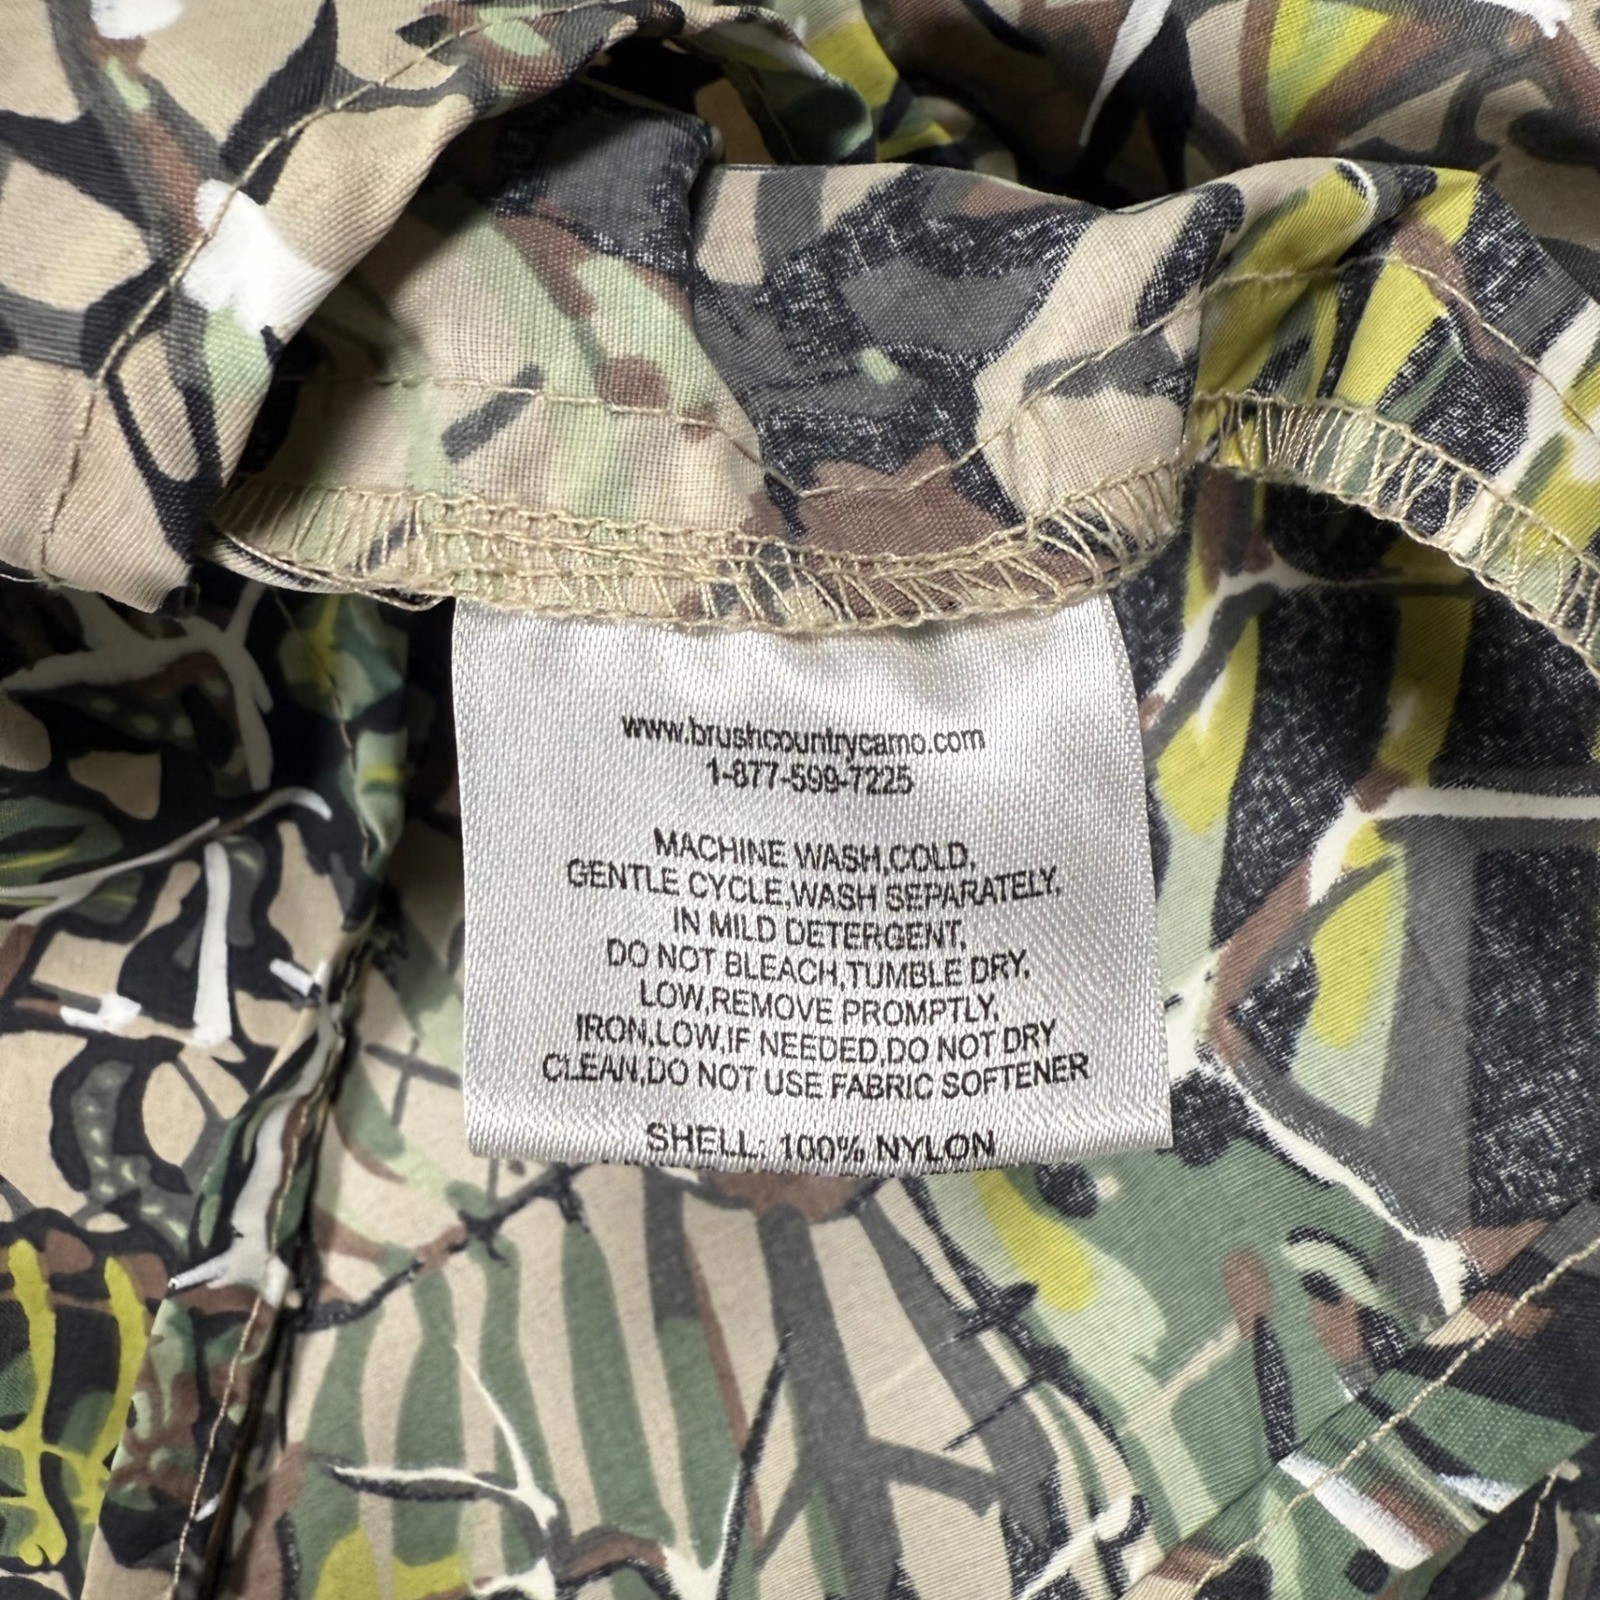 www.brushcountrycamo.com
1-877-599-7225
MACHINE WASH,COLD,
GENTLE CYCLE,WASH SEPARATELY,
IN MILD DETERGENT,
DO NOT BLEACH,TUMBLE DRY,
LOW,REMOVE PROMPTLY,
IRON,LOW,IF NEEDED,DO NOT DRY
CLEAN,DO NOT USE FABRIC SOFTENER
SHELL: 100% NYLON